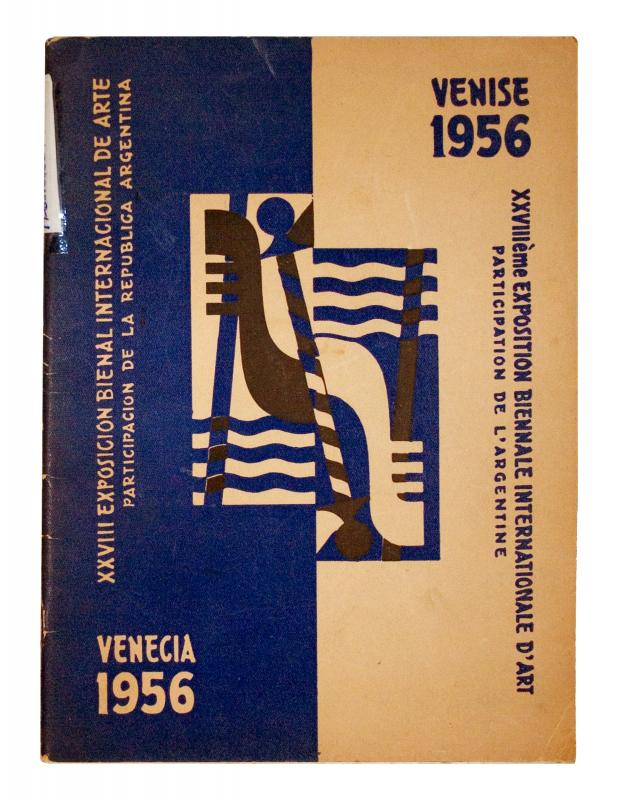 XXVIII EXPOSICIÓN BIENAL INTERNACIONAL DE ARTE
PARTICIPACION DE LA REPUBLICA ARGENTINA
VENECIA
1956
VENISE
1956
XXVIIIème EXPOSITION BIENNALE INTERNATIONALE D'ART
PARTICIPATION DE L'ARGENTINE